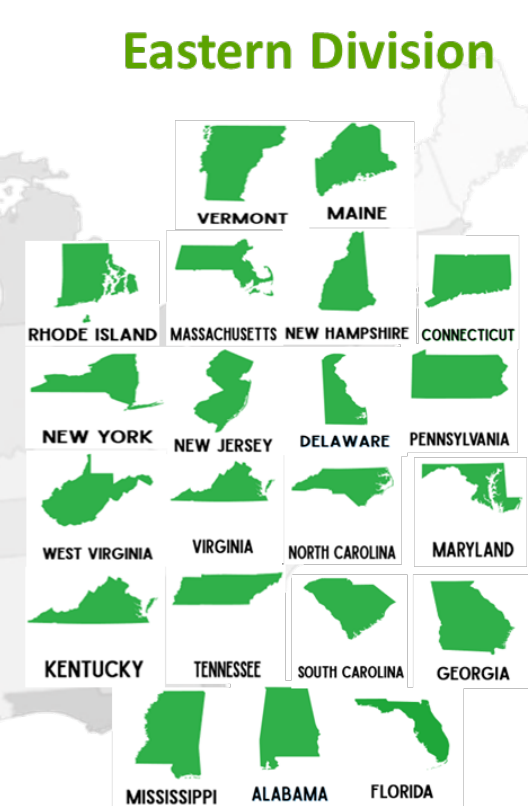 Eastern Division
VERMONT
MAINE
RHODE ISLAND
MASSACHUSETTS
NEW HAMPSHIRE
CONNECTICUT
NEW YORK
NEW JERSEY
DELAWARE
PENNSYLVANIA
WEST VIRGINIA
VIRGINIA
NORTH CAROLINA
MARYLAND
KENTUCKY
TENNESSEE
SOUTH CAROLINA
GEORGIA
MISSISSIPPI
ALABAMA
FLORIDA